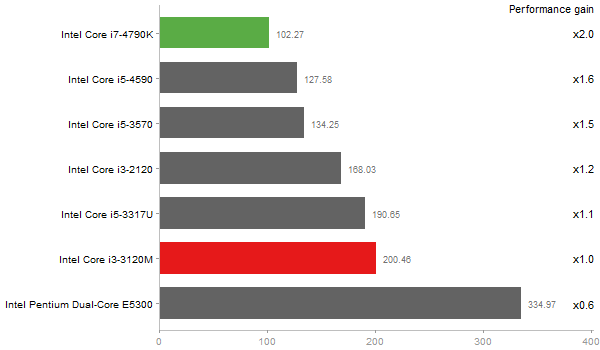 Performance gain
Intel Core i7-4790K 102.27 x2.0
Intel Core i5-4590 127.58 x1.6
Intel Core i5-3570 134.25 x1.5
Intel Core i3-2120 168.03 x1.2
Intel Core i5-3317U 190.65 x1.1
Intel Core i3-3120M 200.46 x1.0
Intel Pentium Dual-Core E5300 334.97 x0.6
0 100 200 300 400